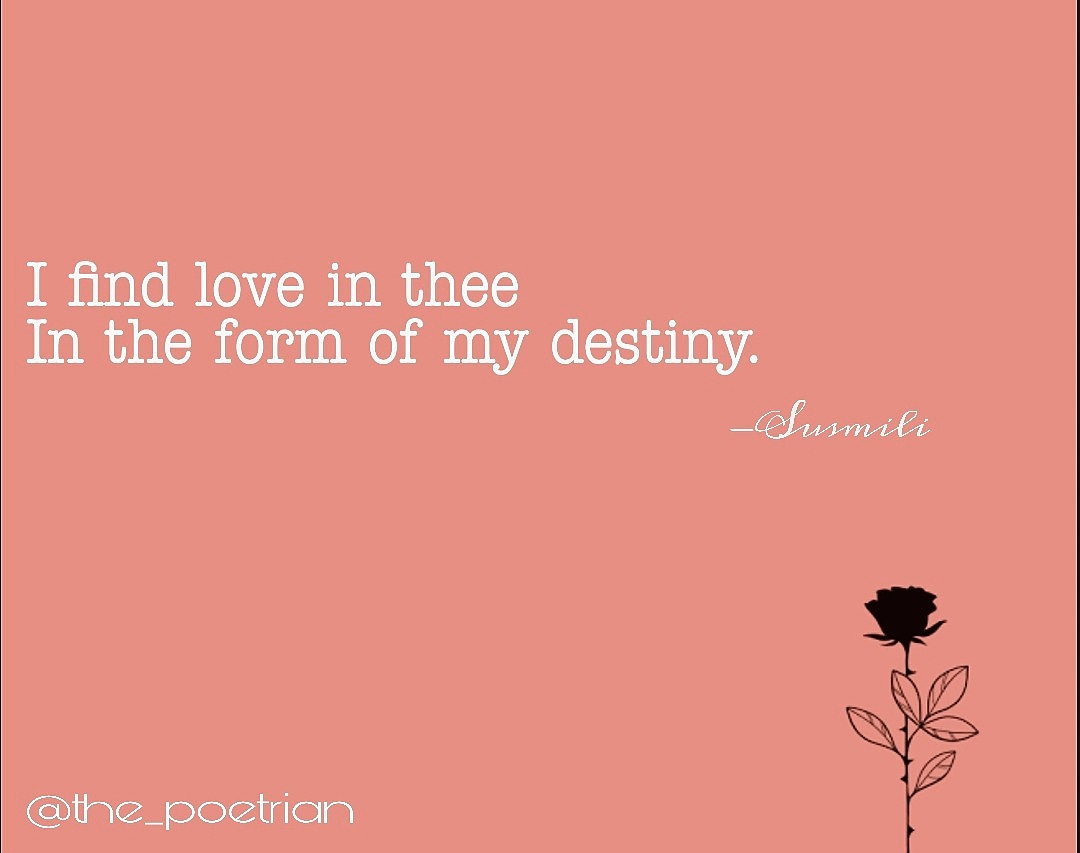 I find love in thee
In the form of my destiny.
–Susmili
@the_poetrian